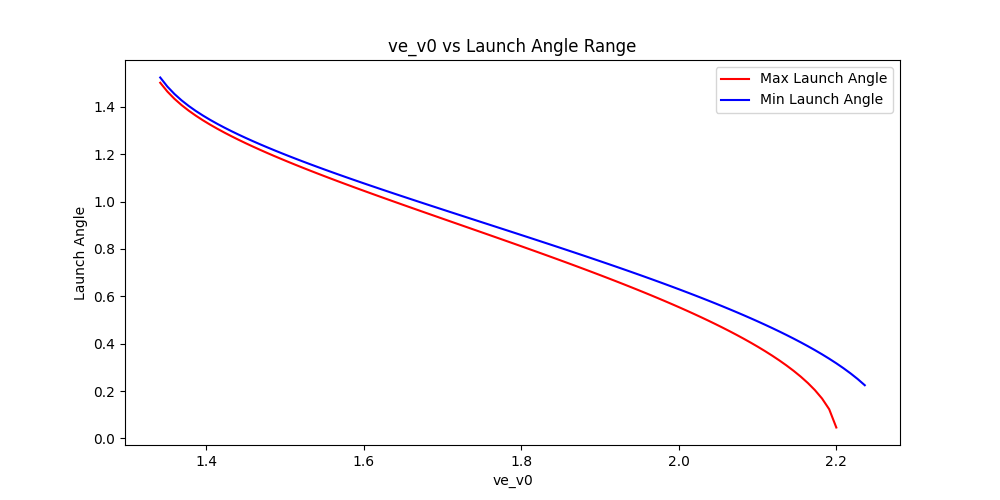 ve_v0 vs Launch Angle Range
Max Launch Angle
Min Launch Angle
Launch Angle
1.4
1.2
1.0
0.8
0.6
0.4
0.2
0.0
1.4 1.6 1.8 2.0 2.2
ve_v0